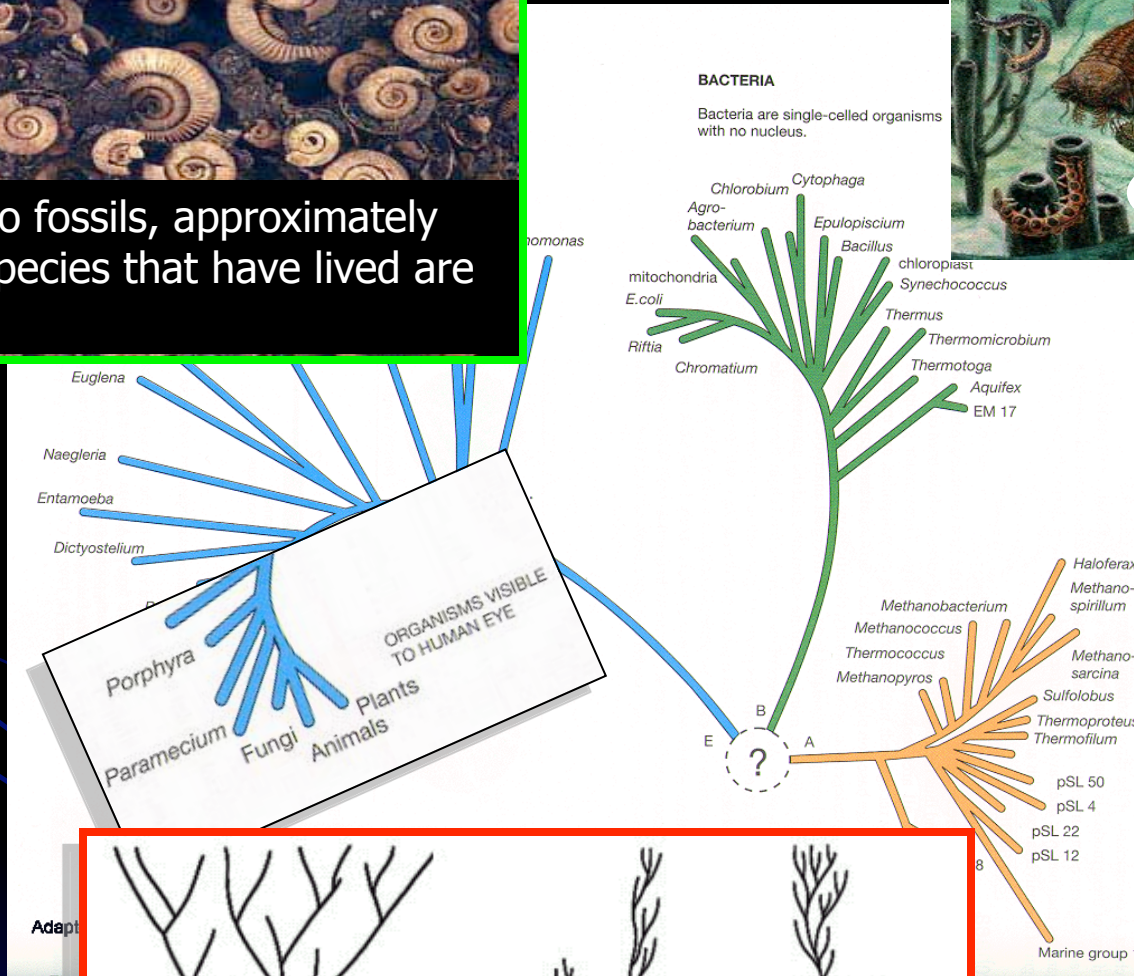 BACTERIA
Bacteria are single-celled organisms
with no nucleus.
o fossils, approximately
pecies that have lived are
omonas
Cytophaga
Chlorobium
Agro-
bacterium
Epulopiscium
Bacillus
chloroplast
mitochondria
Synechococcus
E.coli
Thermus
Riftia
Thermomicrobium
Chromatium
Thermotoga
Aquifex
EM 17
Euglena
Naegleria
Entamoeba
Dictyostelium
ORGANISMS VISIBLE
TO HUMAN EYE
Porphyra
Paramecium
Fungi
Animals
Plants
Haloferax
Methano-
spirillum
Methanobacterium
Methanococcus
Thermococcus
Methano-
sarcina
Methanopyros
Sulfolobus
Thermoproteus
Thermofilum
B
E
A
?
pSL 50
pSL 4
pSL 22
pSL 12
8
Adapt
Marine group